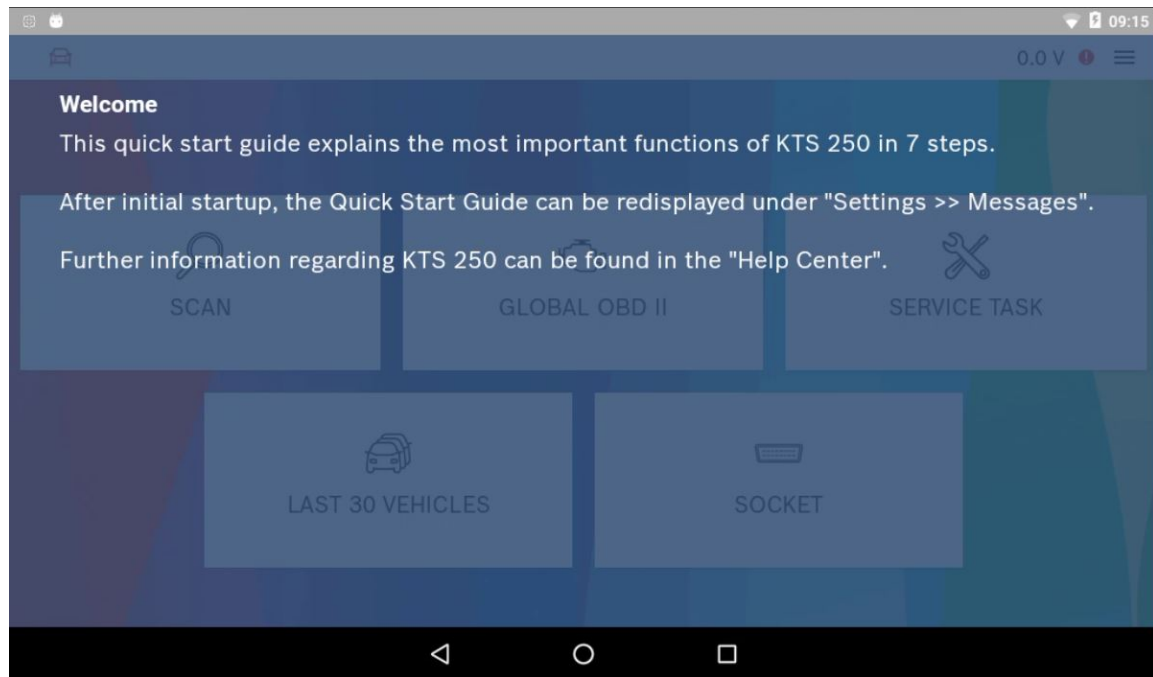 09:15
0.0 V
Welcome
This quick start guide explains the most important functions of KTS 250 in 7 steps.
After initial startup, the Quick Start Guide can be redisplayed under "Settings >> Messages".
Further information regarding KTS 250 can be found in the "Help Center".
SCAN
GLOBAL OBD II
SERVICE TASK
LAST 30 VEHICLES
SOCKET